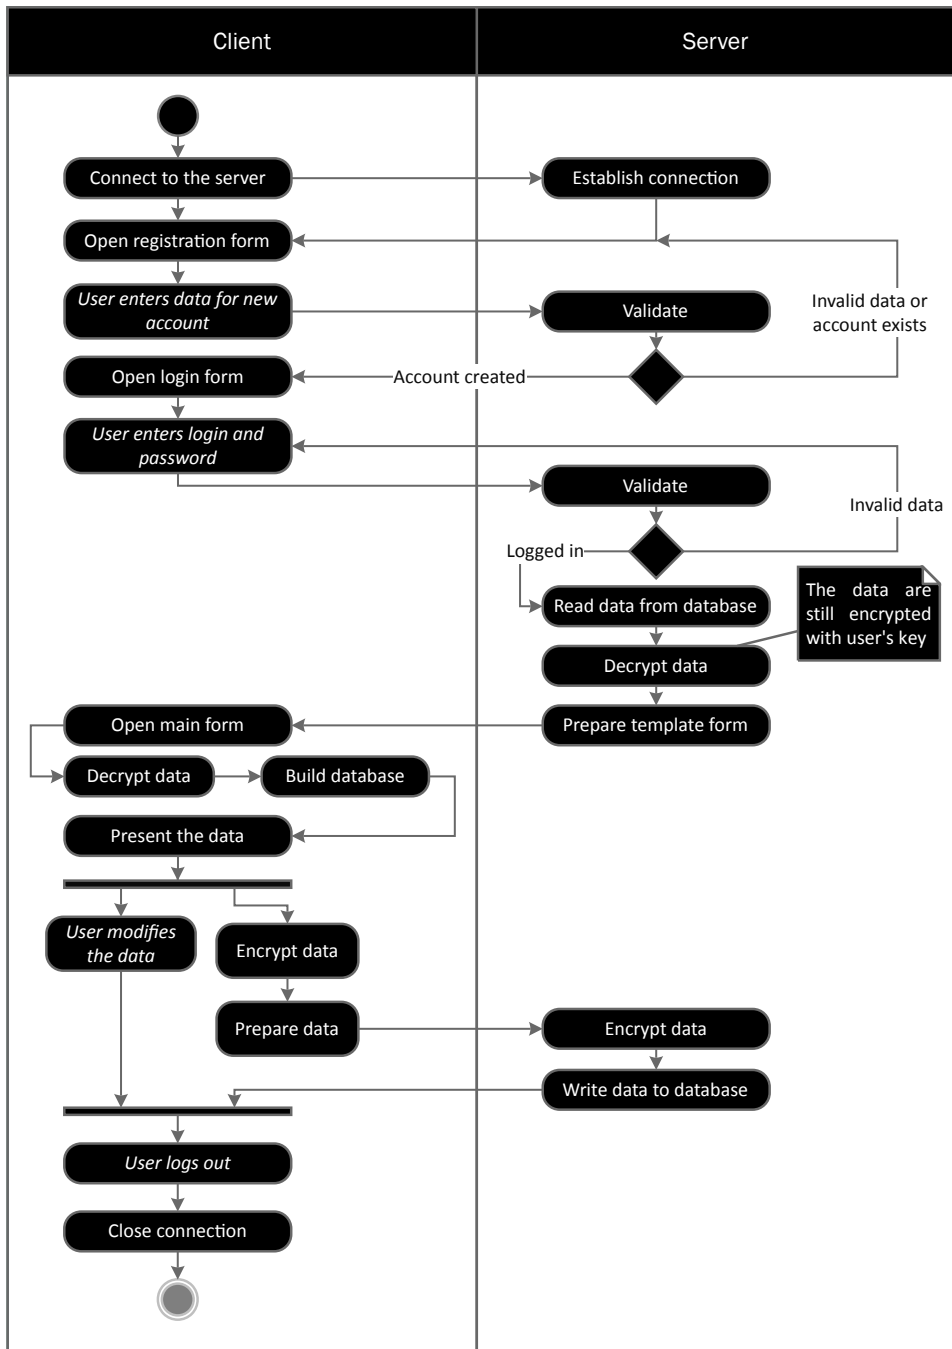 Client
Server
Connect to the server
Establish connection
Open registration form
User enters data for new
account
Validate
Invalid data or
account exists
Open login form
Account created
User enters login and
password
Validate
Invalid data
Logged in
Read data from database
The data are
still encrypted
with user's key
Decrypt data
Open main form
Prepare template form
Decrypt data
Build database
Present the data
User modifies
the data
Encrypt data
Prepare data
Encrypt data
Write data to database
User logs out
Close connection